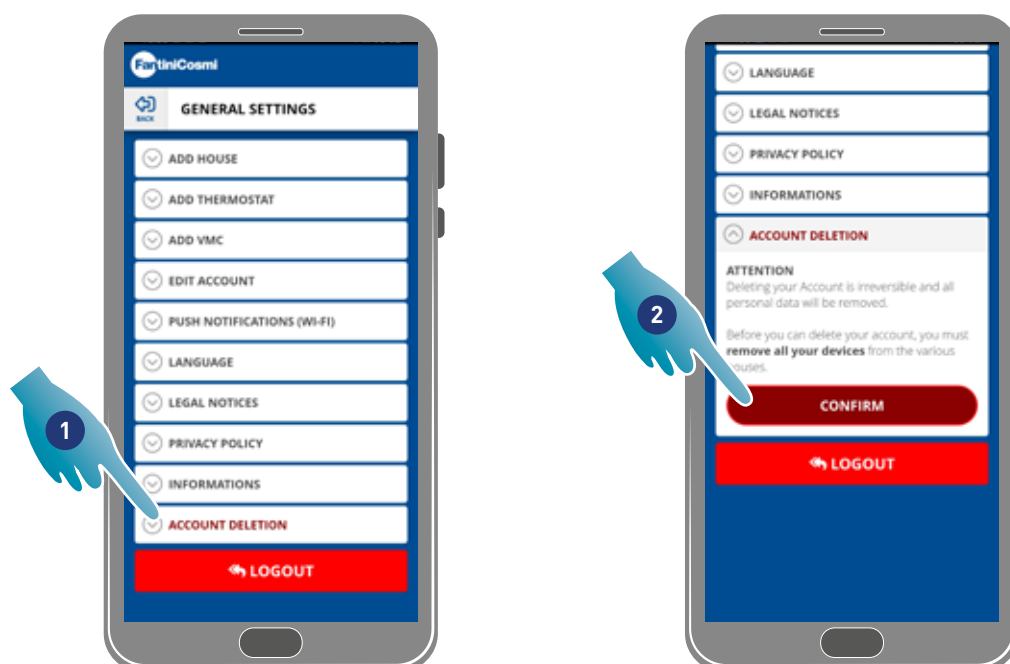 FantiniCosmi
BACK
GENERAL SETTINGS
ADD HOUSE
ADD THERMOSTAT
ADD VMC
EDIT ACCOUNT
PUSH NOTIFICATIONS (WI-FI)
LANGUAGE
LEGAL NOTICES
PRIVACY POLICY
INFORMATIONS
ACCOUNT DELETION
LOGOUT
1
LANGUAGE
LEGAL NOTICES
PRIVACY POLICY
INFORMATIONS
ACCOUNT DELETION
ATTENTION
Deleting your Account is irreversible and all
personal data will be removed.
Before you can delete your account, you must
remove all your devices from the various
houses.
CONFIRM
LOGOUT
2